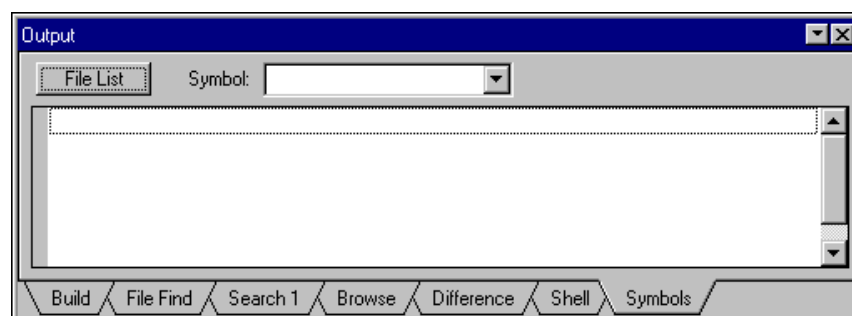 Output
File List Symbol:
Build File Find Search 1 Browse Difference Shell Symbols